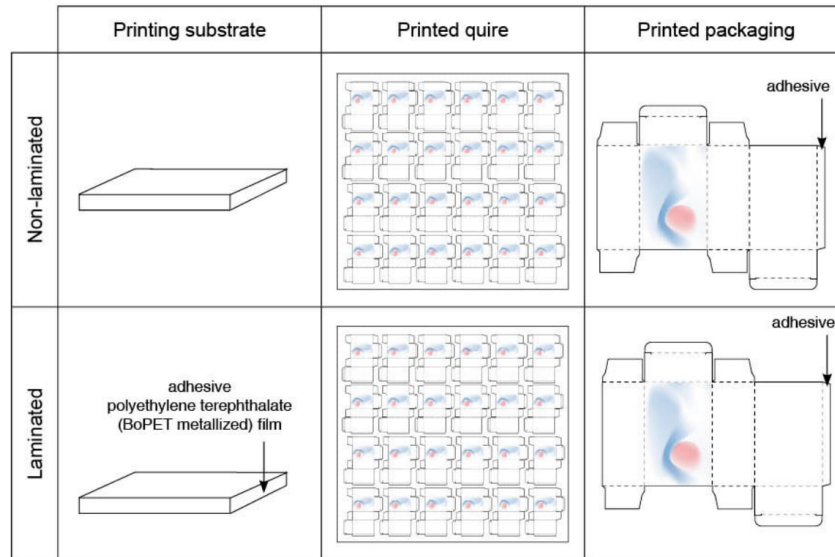 Printing substrate
Printed quire
Printed packaging
Non-laminated
adhesive
Laminated
adhesive
polyethylene terephthalate
(BoPET metallized) film
adhesive